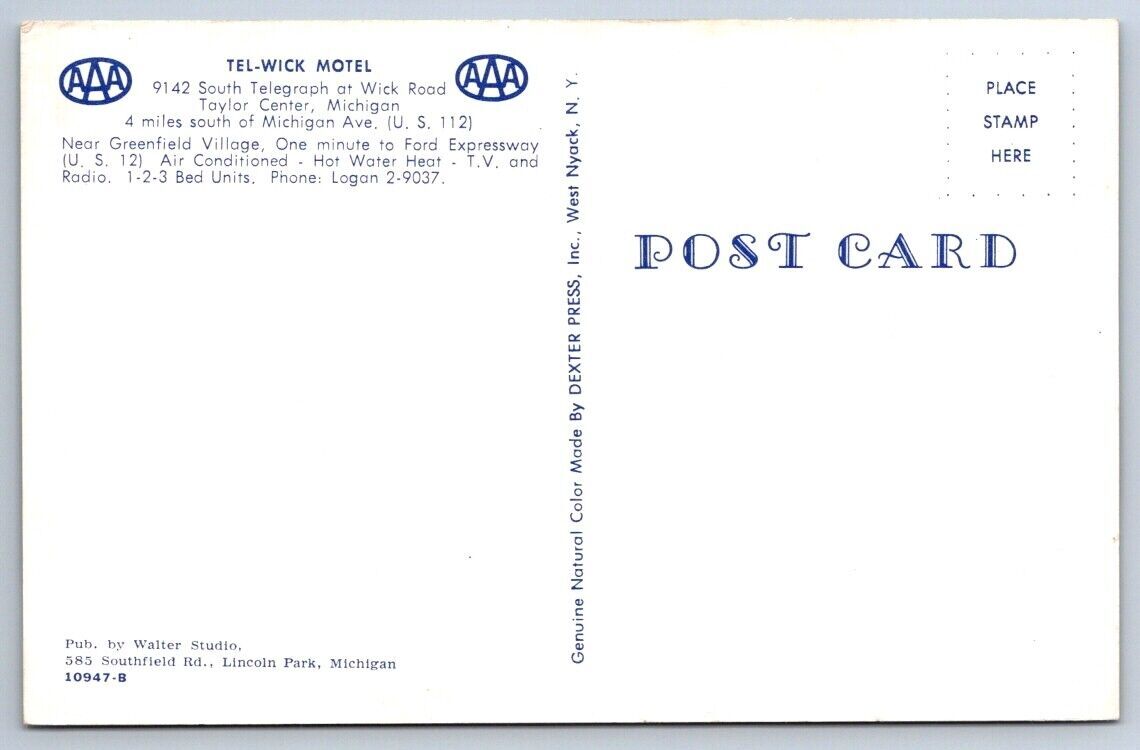 AAA
TEL-WICK MOTEL
AAA
9142 South Telegraph at Wick Road
Taylor Center, Michigan
4 miles south of Michigan Ave. (U. S. 112)
Near Greenfield Village, One minute to Ford Expressway
(U. S. 12) Air Conditioned - Hot Water Heat - T.V. and
Radio. 1-2-3 Bed Units. Phone: Logan 2-9037.
Pub. by Walter Studio,
585 Southfield Rd., Lincoln Park, Michigan
10947-B
Genuine Natural Color Made By DEXTER PRESS, Inc., West Nyack, N. Y.
PLACE
STAMP
HERE
POST CARD